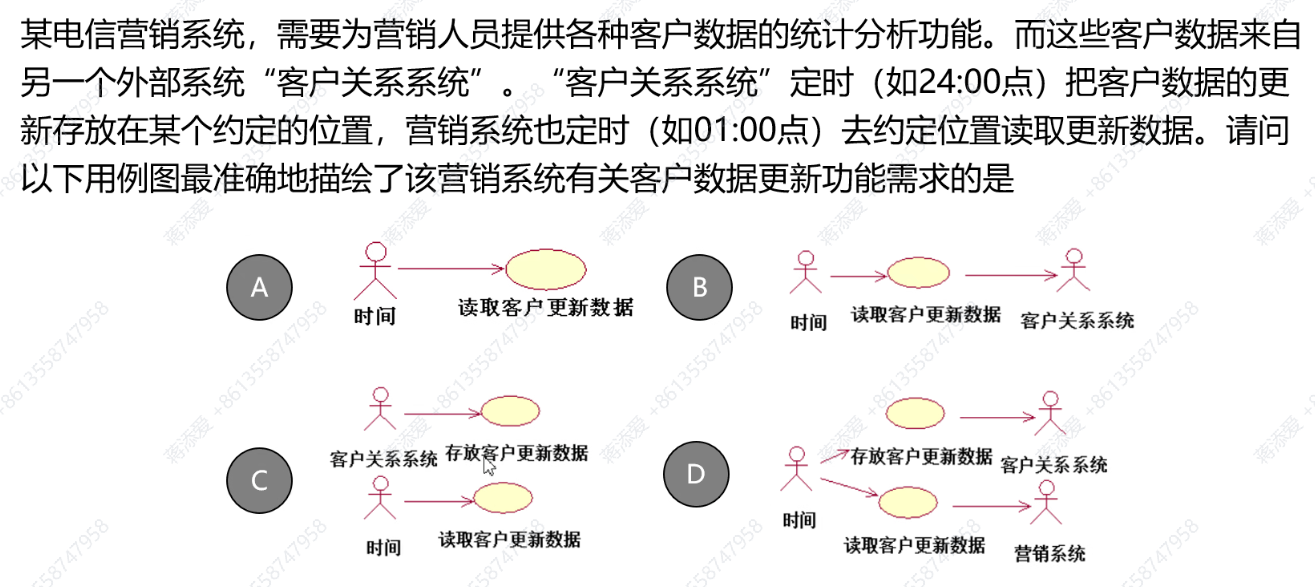 某电信营销系统，需要为营销人员提供各种客户数据的统计分析功能。而这些客户数据来自
另一个外部系统“客户关系系统”。“客户关系系统”定时（如24:00点）把客户数据的更
新存放在某个约定的位置，营销系统也定时（如01:00点）去约定位置读取更新数据。请问
以下用例图最准确地描绘了该营销系统有关客户数据更新功能需求的是
A
时间
读取客户更新数据
B
时间
读取客户更新数据
客户关系系统
C
客户关系系统
存放客户更新数据
时间
读取客户更新数据
D
时间
存放客户更新数据
客户关系系统
读取客户更新数据
营销系统
蒋添爱 +8613558747958